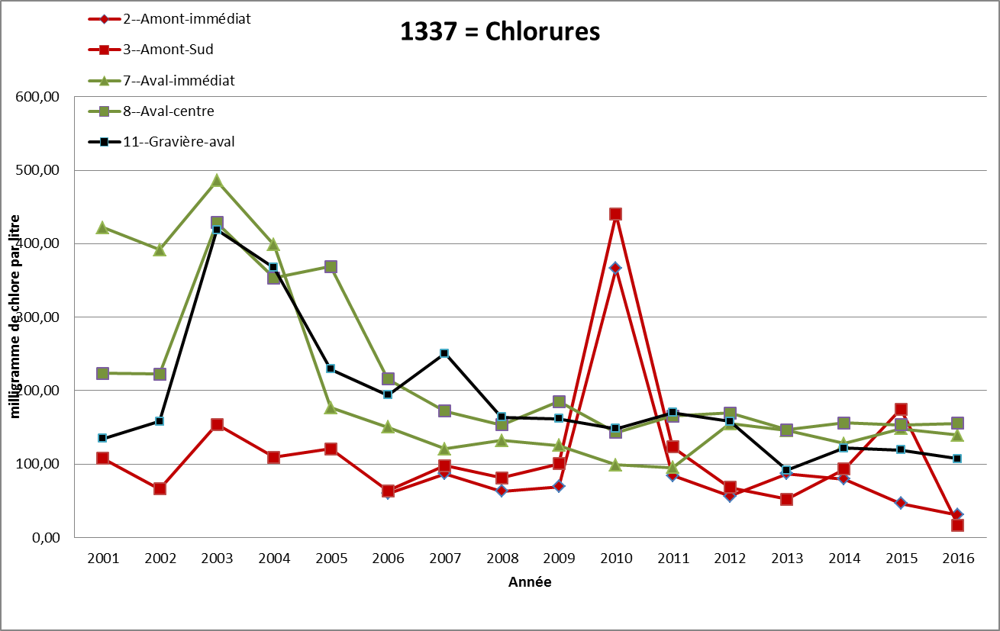 2--Amont-immédiat
1337 = Chlorures
3--Amont-Sud
7--Aval-immédiat
600,00
8--Aval-centre
11--Gravière-aval
500,00
400,00
300,00
200,00
100,00
0,00
milligramme de chlore par litre
2001 2002 2003 2004 2005 2006 2007 2008 2009 2010 2011 2012 2013 2014 2015 2016
Année